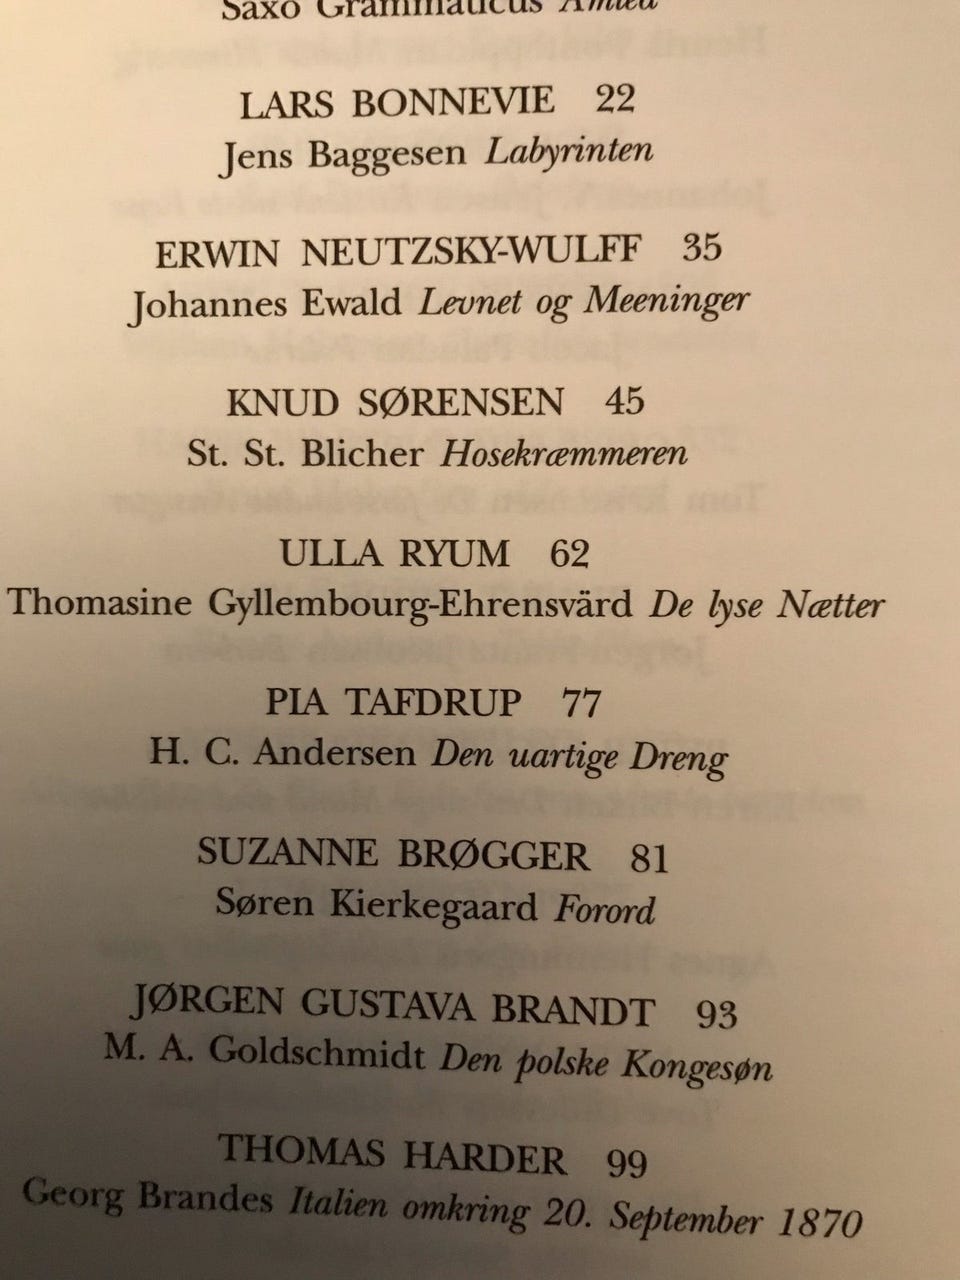 Saxo Grammaticus Amled
LARS BONNEVIE 22
Jens Baggesen Labyrinten
ERWIN NEUTZSKY-WULFF 35
Johannes Ewald Levnet og Meeninger
KNUD SØRENSEN 45
St. St. Blicher Hosekræmmeren
ULLA RYUM 62
Thomasine Gyllembourg-Ehrensvärd De lyse Nætter
PIA TAFDRUP 77
H. C. Andersen Den uartige Dreng
SUZANNE BRØGGER 81
Søren Kierkegaard Forord
JØRGEN GUSTAVA BRANDT 93
M. A. Goldschmidt Den polske Kongesøn
THOMAS HARDER 99
Georg Brandes Italien omkring 20. September 1870